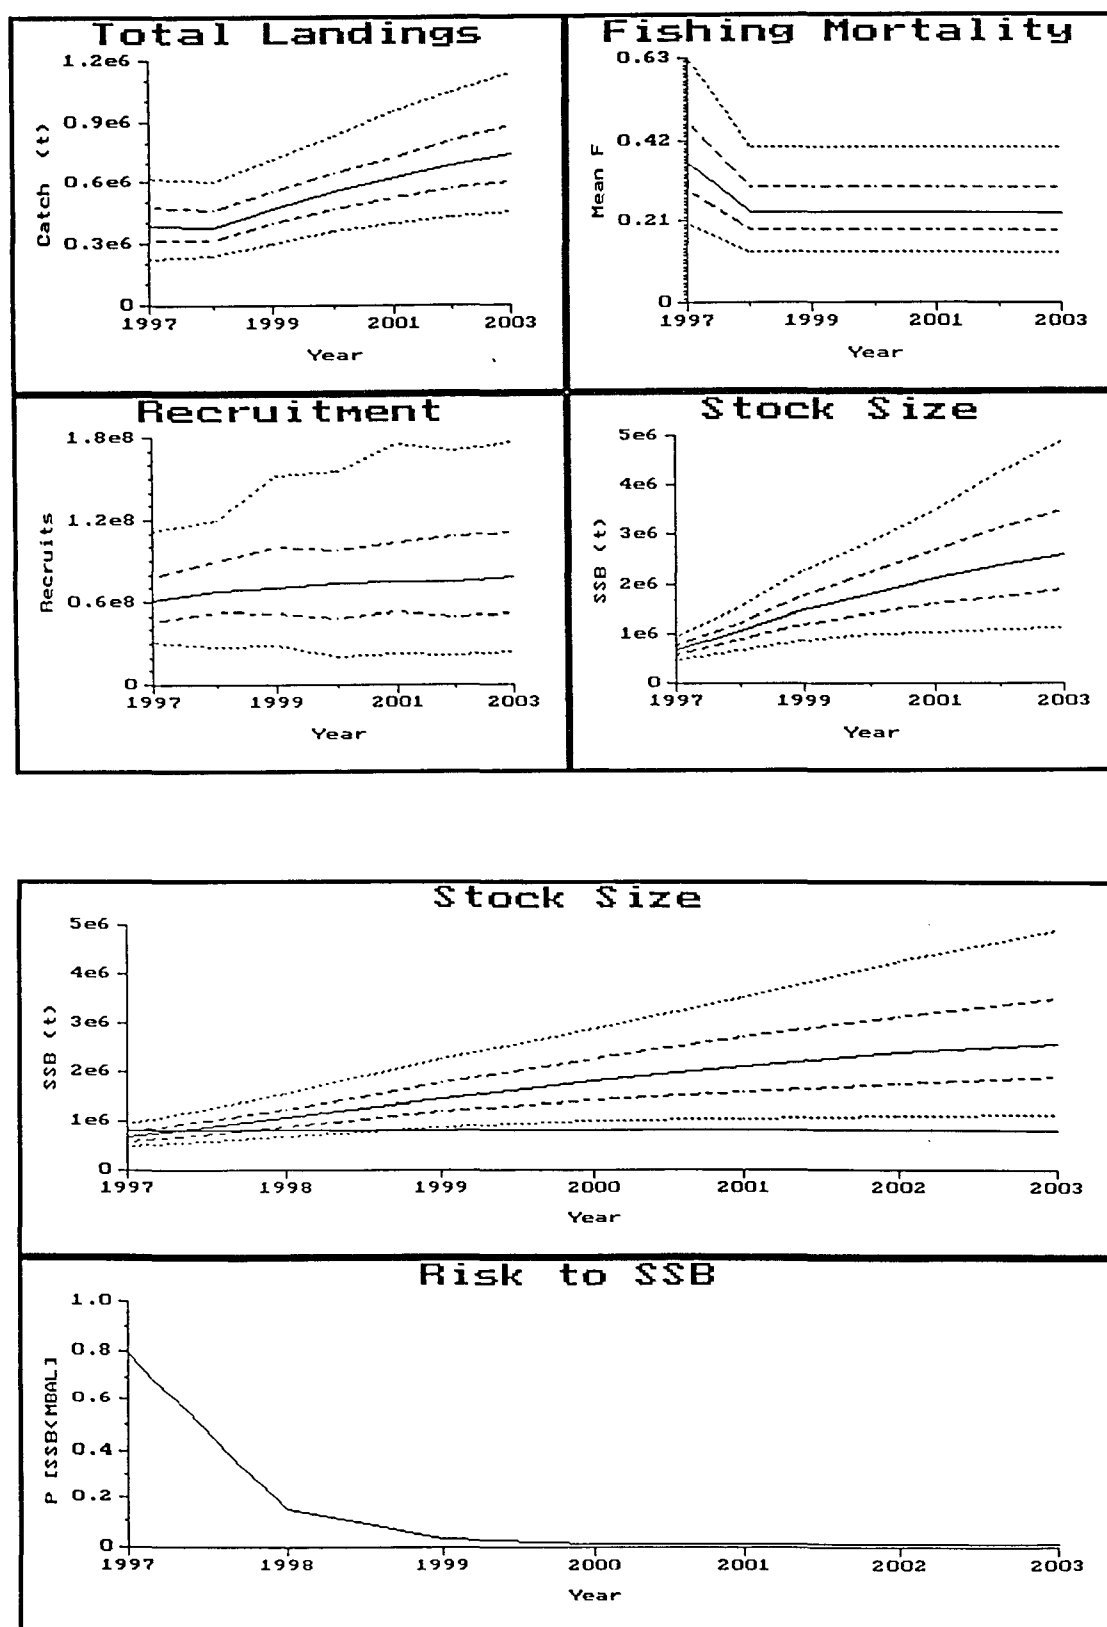 Total Landings
Catch (t)
1.2e6
0.9e6
0.6e6
0.3e6
0
1997 1999 2001 2003
Year
Fishing Mortality
Mean F
0.63
0.42
0.21
0
1997 1999 2001 2003
Year
Recruitment
Recruits
1.8e8
1.2e8
0.6e8
0
1997 1999 2001 2003
Year
Stock Size
SSB (t)
5e6
4e6
3e6
2e6
1e6
0
1997 1999 2001 2003
Year
Stock Size
SSB (t)
5e6
4e6
3e6
2e6
1e6
0
1997 1998 1999 2000 2001 2002 2003
Year
Risk to SSB
P [SSB<MBAL]
1.0
0.8
0.6
0.4
0.2
0
1997 1998 1999 2000 2001 2002 2003
Year